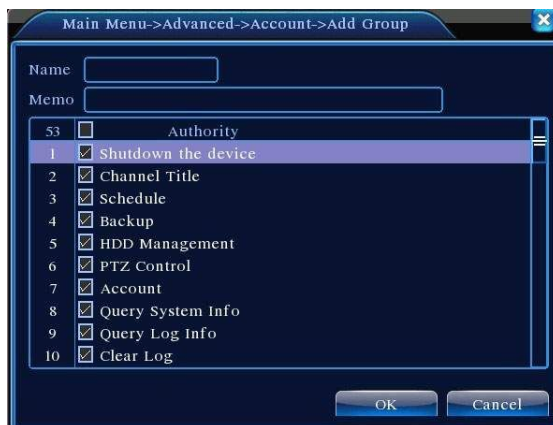 Main Menu->Advanced->Account->Add Group
Name
Memo
53 Authority
1 Shutdown the device
2 Channel Title
3 Schedule
4 Backup
5 HDD Management
6 PTZ Control
7 Account
8 Query System Info
9 Query Log Info
10 Clear Log
OK Cancel